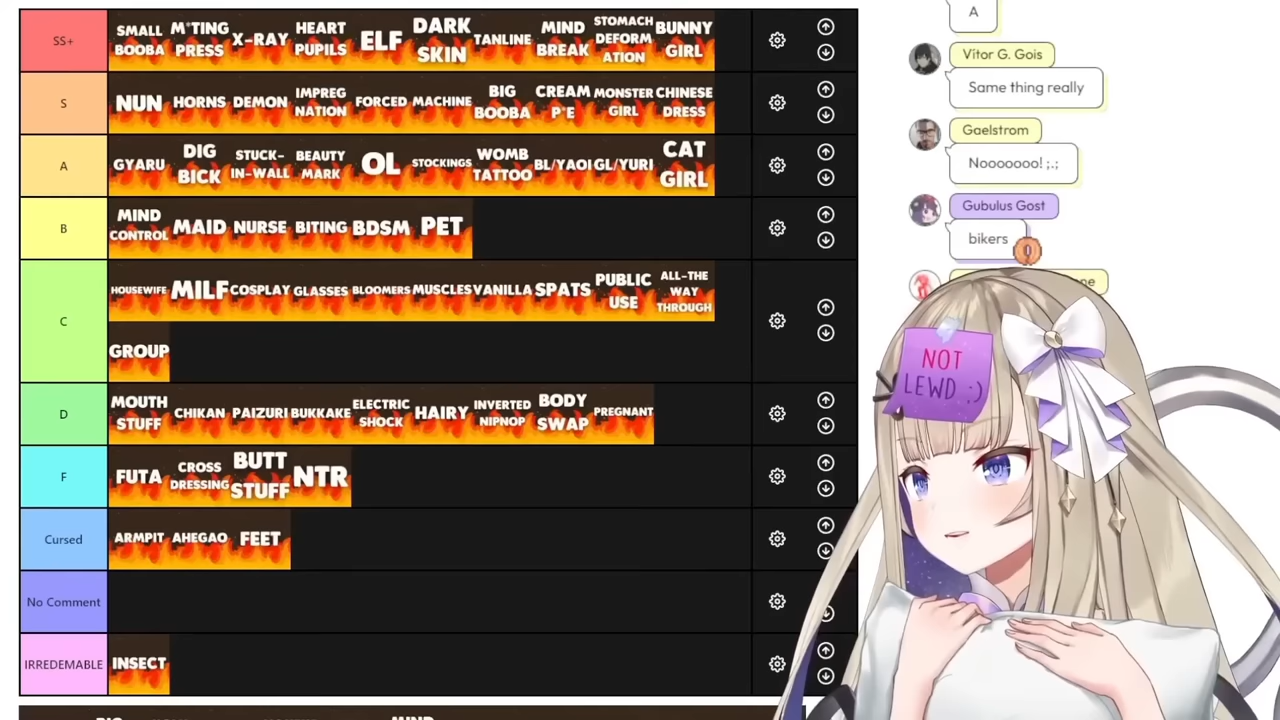 SS+
SMALL BOOBA
M*TING PRESS
X-RAY
HEART PUPILS
ELF
DARK SKIN
TANLINE
MIND BREAK
STOMACH DEFORM ATION
BUNNY GIRL
S
NUN
HORNS
DEMON
IMPREG NATION
FORCED
MACHINE
BIG BOOBA
CREAM P*E
MONSTER GIRL
CHINESE DRESS
A
GYARU
DIG BICK
STUCK-IN-WALL
BEAUTY MARK
OL
STOCKINGS
WOMB TATTOO
BL/YAOI
GL/YURI
CAT GIRL
B
MIND CONTROL
MAID
NURSE
BITING
BDSM
PET
C
HOUSEWIFE
MILF
COSPLAY
GLASSES
BLOOMERS
MUSCLES
VANILLA
SPATS
PUBLIC USE
ALL-THE WAY THROUGH
GROUP
D
MOUTH STUFF
CHIKAN
PAIZURI
BUKKAKE
ELECTRIC SHOCK
HAIRY
INVERTED NIPNOP
BODY SWAP
PREGNANT
F
FUTA
CROSS DRESSING
BUTT STUFF
NTR
Cursed
ARMPIT
AHEGAO
FEET
No Comment
IRREDEMABLE
INSECT
A
Vítor G. Gois
Same thing really
Gaelstrom
Nooooooo! ;.;
Gubulus Gost
bikers
NOT
LEWD ;)